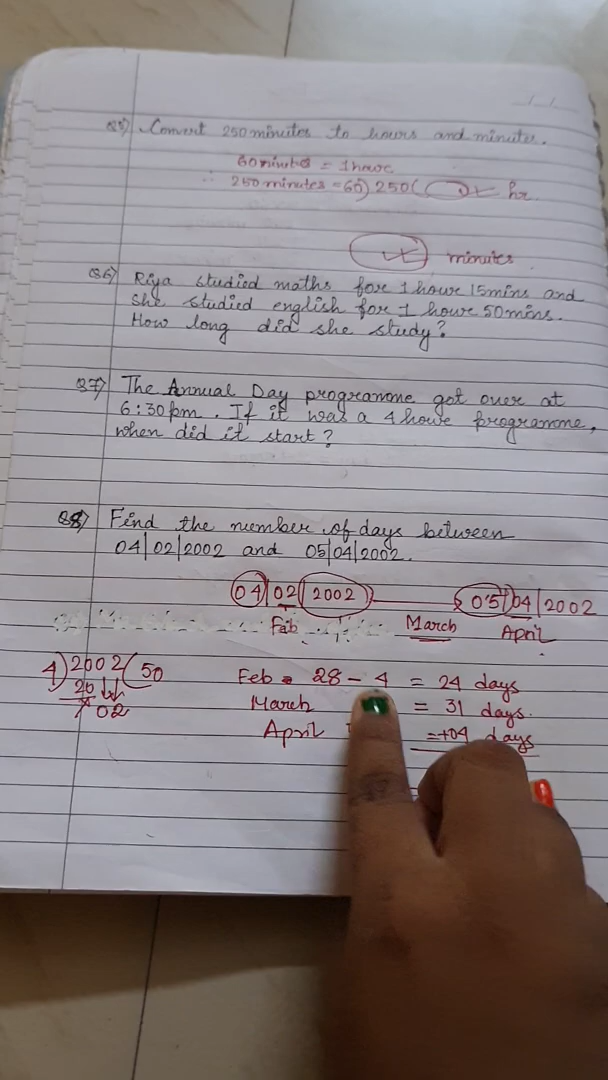 Q5) Convert 250 minutes to hours and minutes.
60 minutes = 1 hour
∴ 250 minutes = 60) 250 ( hr.
minutes
Q6) Riya studied maths for 1 hour 15mins and
she studied english for 1 hour 50mins.
How long did she study?
Q7) The Annual Day programme got over at
6:30pm. If it was a 4 hour programme,
when did it start?
Q8) Find the number of days between
04/02/2002 and 05/04/2002.
04/02/2002 05/04/2002
Feb March April
4)2002(50
20
02
Feb = 28 - 4 = 24 days
March = 31 days.
April = +04 days